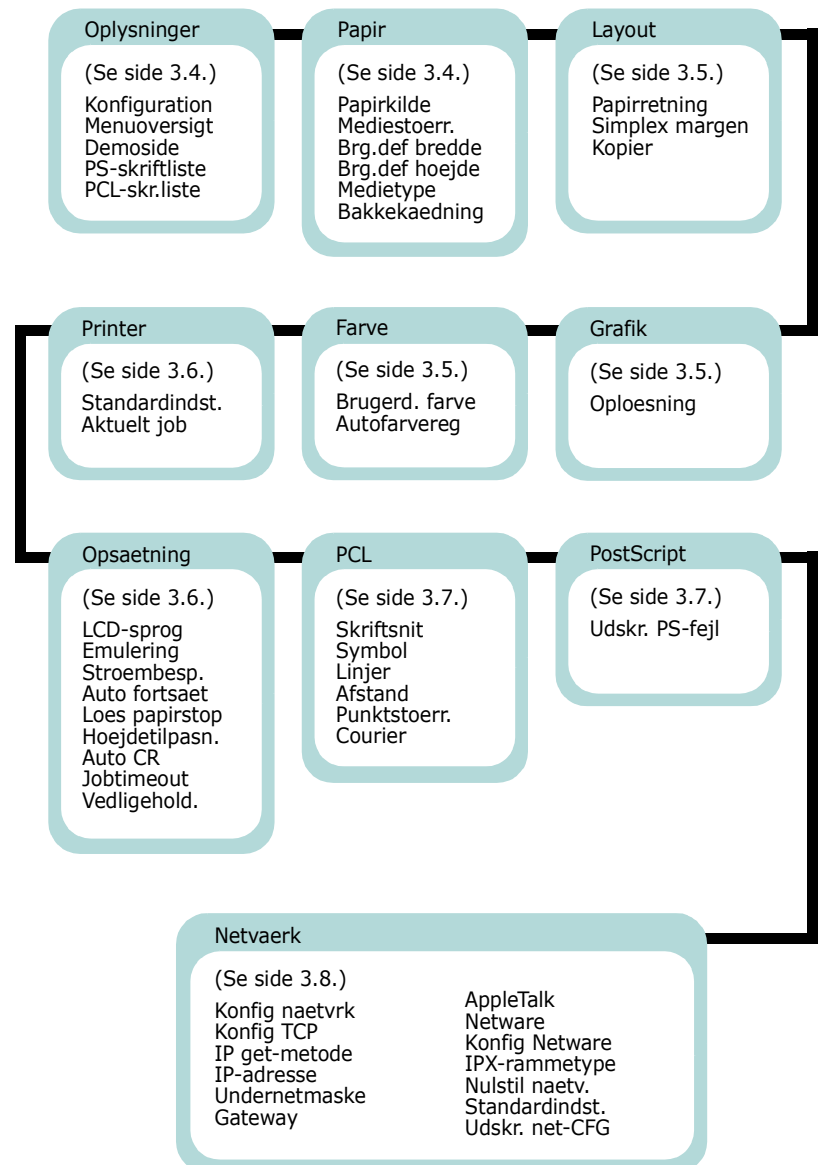 Oplysninger
(Se side 3.4.)
Konfiguration
Menuoversigt
Demoside
PS-skriftliste
PCL-skr.liste
Papir
(Se side 3.4.)
Papirkilde
Mediestoerr.
Brg.def bredde
Brg.def hoejde
Medietype
Bakkekaedning
Layout
(Se side 3.5.)
Papirretning
Simplex margen
Kopier
Printer
(Se side 3.6.)
Standardindst.
Aktuelt job
Farve
(Se side 3.5.)
Brugerd. farve
Autofarvereg
Grafik
(Se side 3.5.)
Oploesning
Opsaetning
(Se side 3.6.)
LCD-sprog
Emulering
Stroembesp.
Auto fortsaet
Loes papirstop
Hoejdetilpasn.
Auto CR
Jobtimeout
Vedligehold.
PCL
(Se side 3.7.)
Skriftsnit
Symbol
Linjer
Afstand
Punktstoerr.
Courier
PostScript
(Se side 3.7.)
Udskr. PS-fejl
Netvaerk
(Se side 3.8.)
Konfig naetvrk
Konfig TCP
IP get-metode
IP-adresse
Undernetmaske
Gateway
AppleTalk
Netware
Konfig Netware
IPX-rammetype
Nulstil naetv.
Standardindst.
Udskr. net-CFG